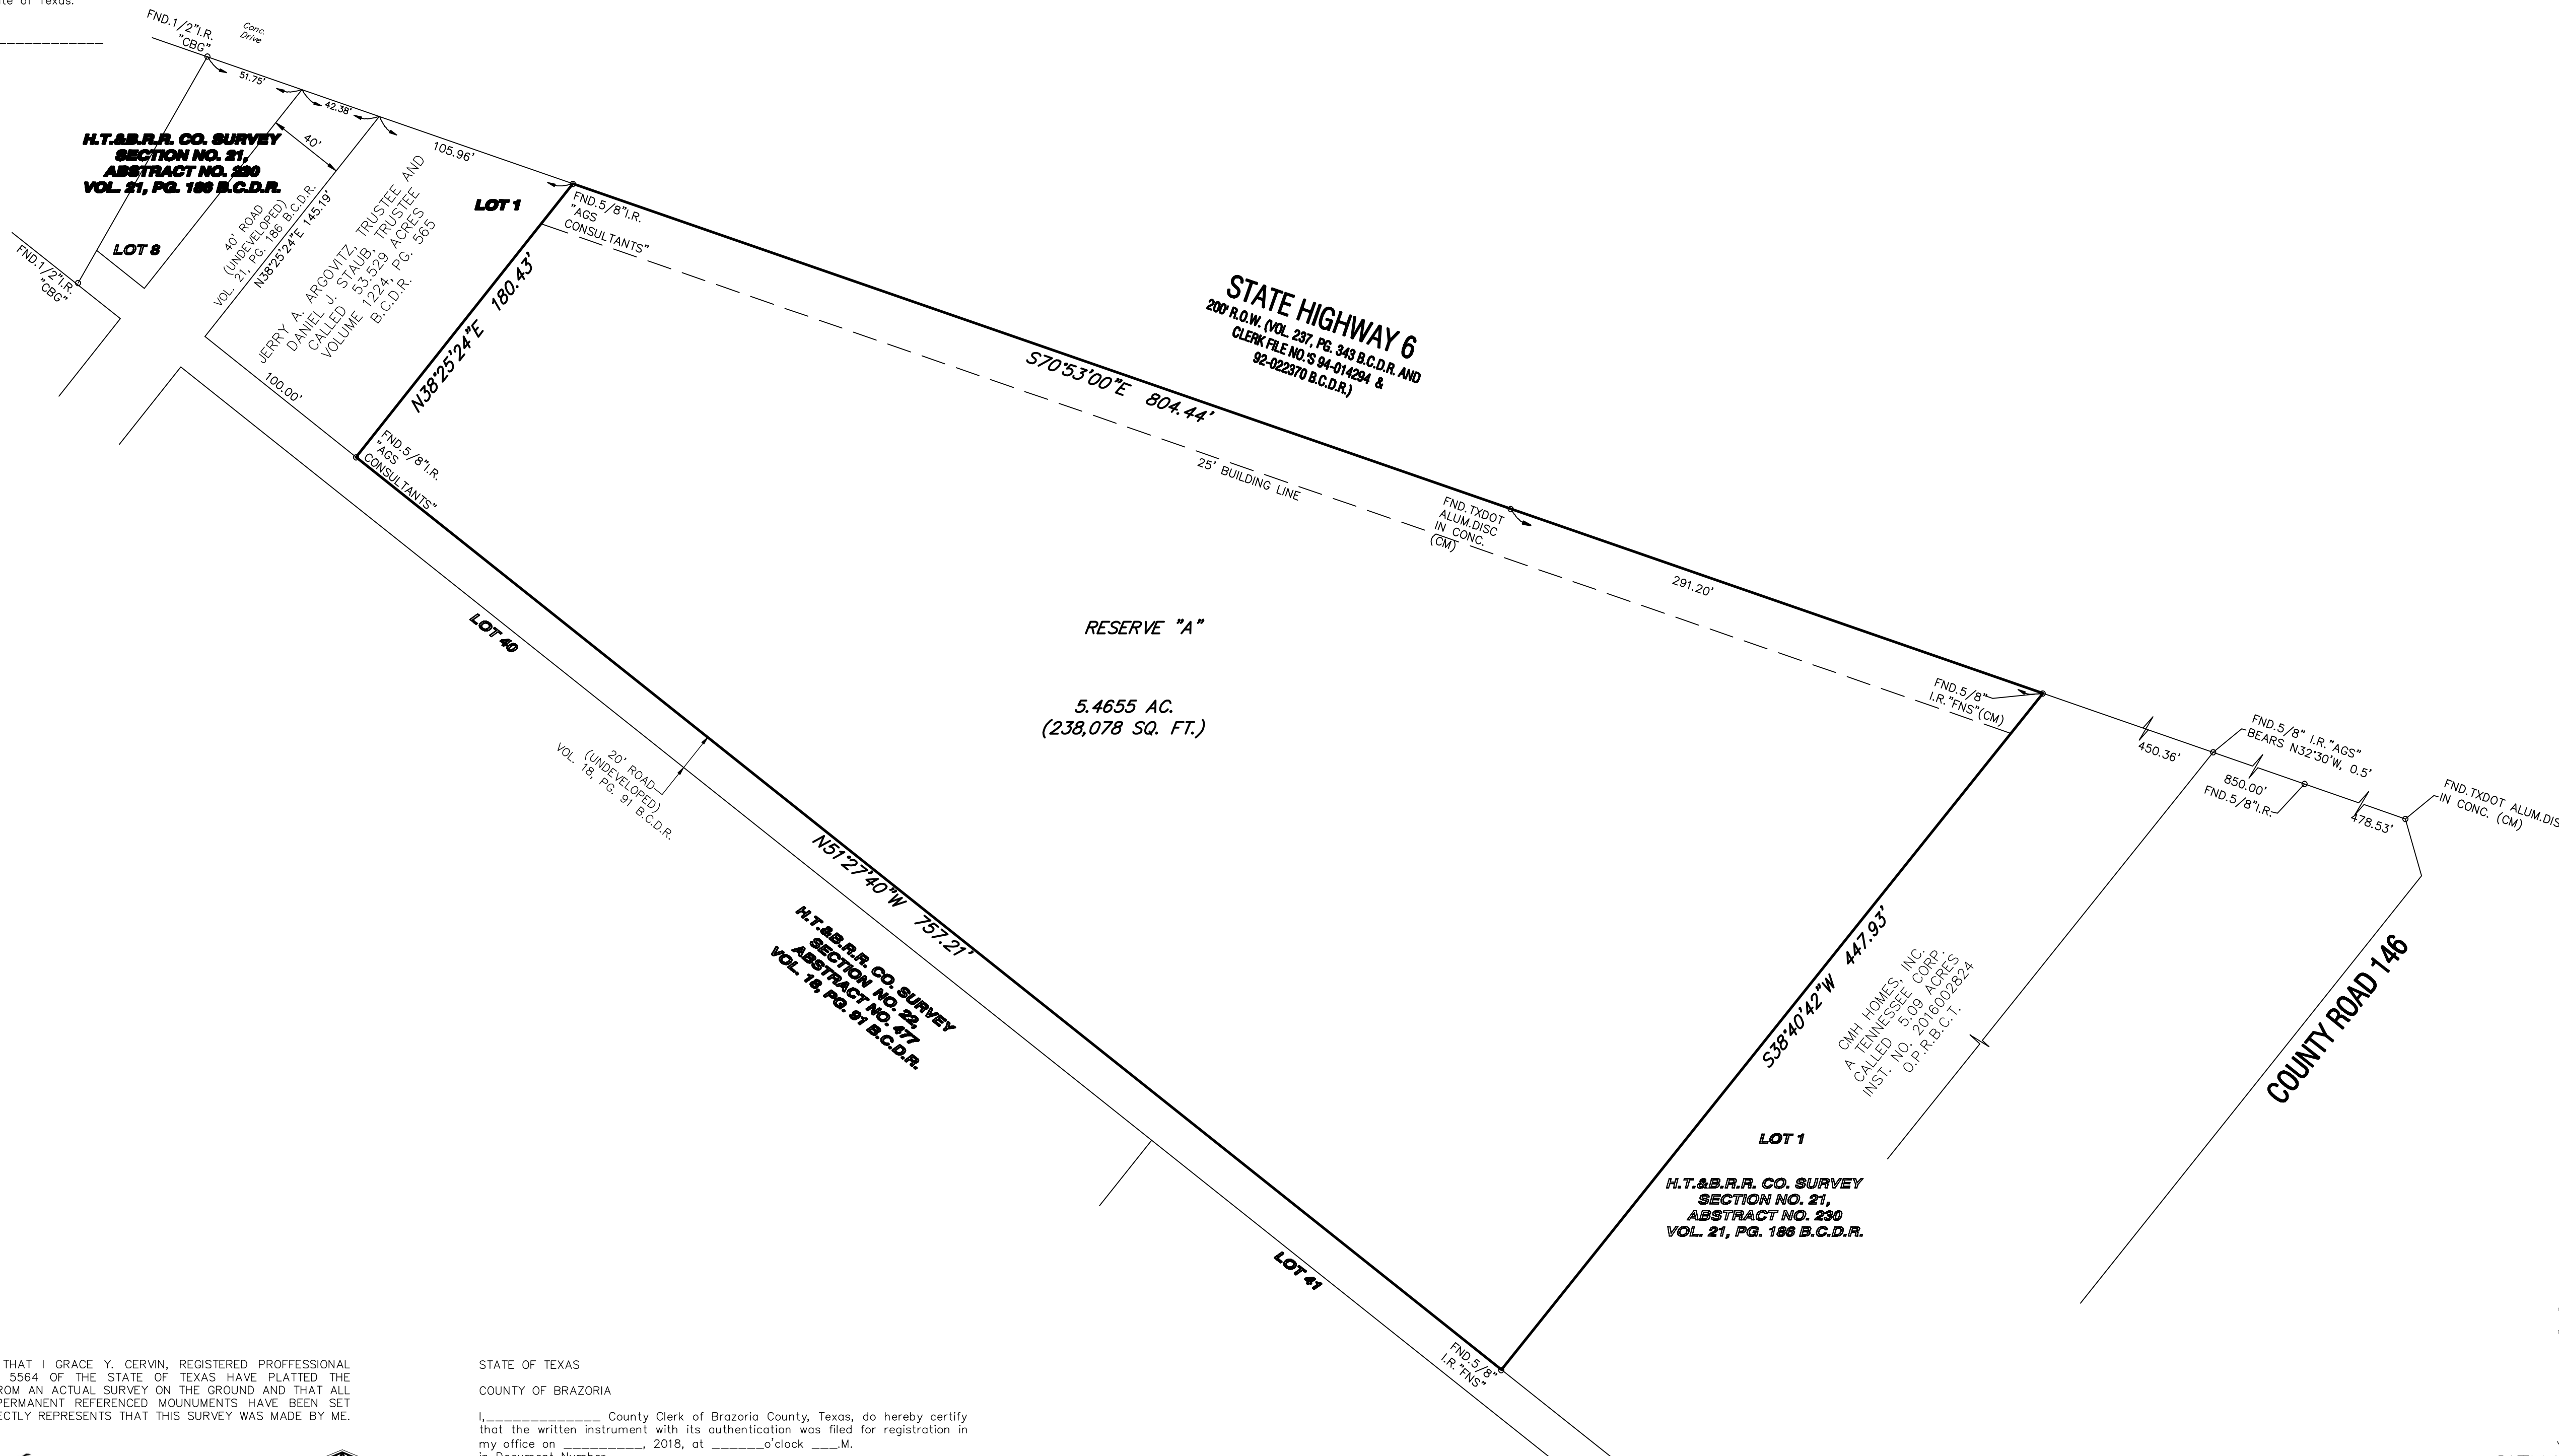 ate of Texas.
FND.1/2"I.R.
"CBG"
Conc.
Drive
51.75'
42.38'
40'
105.96'
H.T.&B.R.R. CO. SURVEY
SECTION NO. 21,
ABSTRACT NO. 230
VOL. 21, PG. 186 B.C.D.R.
LOT 8
FND.1/2"I.R.
"CBG"
40' ROAD
(UNDEVELOPED)
VOL. 21, PG. 186 B.C.D.R.
N38°25'24"E 145.19'
JERRY A. ARGOVITZ, TRUSTEE AND
DANIEL J. STAUB, TRUSTEE
CALLED 53.529 ACRES
VOLUME 1224, PG. 565
B.C.D.R.
LOT 1
FND.5/8"I.R.
"AGS
CONSULTANTS"
N38°25'24"E 180.43'
100.00'
FND.5/8"I.R.
"AGS
CONSULTANTS"
STATE HIGHWAY 6
200' R.O.W. (VOL. 237, PG. 343 B.C.D.R. AND
CLERK FILE NO.'S 94-014294 &
92-022370 B.C.D.R.)
S70°53'00"E 804.44'
25' BUILDING LINE
FND.TXDOT
ALUM.DISC
IN CONC.
(CM)
291.20'
RESERVE "A"
5.4655 AC.
(238,078 SQ. FT.)
LOT 40
20' ROAD
(UNDEVELOPED)
VOL. 18, PG. 91 B.C.D.R.
N51°27'40"W 757.21'
H.T.&B.R.R. CO. SURVEY
SECTION NO. 22,
ABSTRACT NO. 477
VOL. 18, PG. 91 B.C.D.R.
FND.5/8"
I.R."FNS"(CM)
450.36'
FND.5/8" I.R."AGS"
BEARS N32°30'W, 0.5'
850.00'
FND.5/8"I.R.
478.53'
FND.TXDOT ALUM.DIS
IN CONC. (CM)
S38°40'42"W 447.93'
CMH HOMES, INC.
A TENNESSEE CORP.
CALLED 5.09 ACRES
INST. NO. 2016002824
O.P.R.B.C.T.
COUNTY ROAD 146
LOT 1
H.T.&B.R.R. CO. SURVEY
SECTION NO. 21,
ABSTRACT NO. 230
VOL. 21, PG. 186 B.C.D.R.
LOT 41
FND.5/8"
I.R. "FNS"
THAT I GRACE Y. CERVIN, REGISTERED PROFFESSIONAL
5564 OF THE STATE OF TEXAS HAVE PLATTED THE
ROM AN ACTUAL SURVEY ON THE GROUND AND THAT ALL
PERMANENT REFERENCED MOUNUMENTS HAVE BEEN SET
ECTLY REPRESENTS THAT THIS SURVEY WAS MADE BY ME.
STATE OF TEXAS
COUNTY OF BRAZORIA
I,_____________ County Clerk of Brazoria County, Texas, do hereby certify
that the written instrument with its authentication was filed for registration in
my office on _________, 2018, at ______o'clock ___.M.
in Document Number